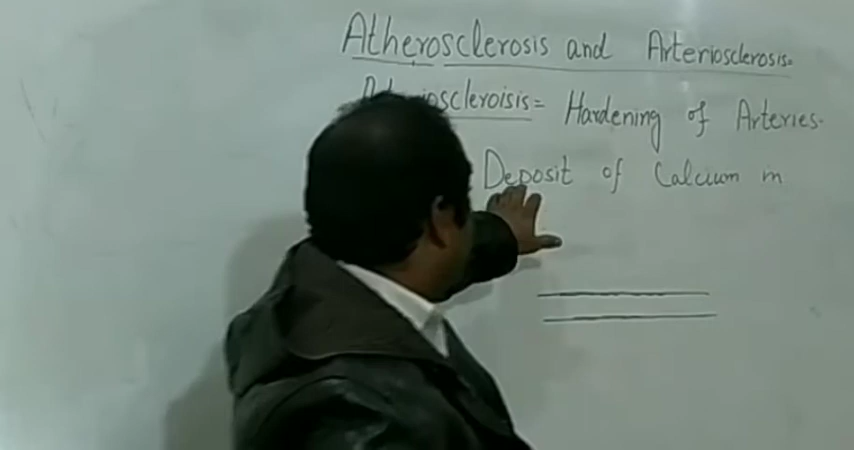 Atherosclerosis and Arteriosclerosis.
= Hardening of Arteries.
Deposit of Calcium in